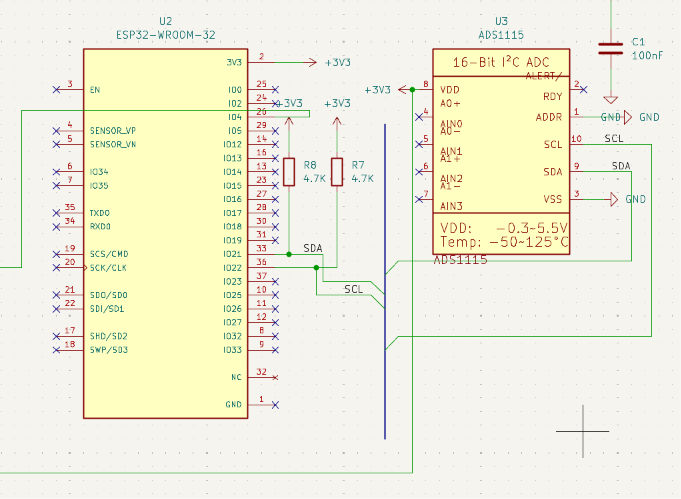 U2
ESP32-WROOM-32
3V3 2 +3V3
3 EN
IO0 25
IO2 24
+3V3
+3V3
IO4 26
4 SENSOR_VP
IO5 29
5 SENSOR_VN
IO12 14
IO13 16
6 IO34
IO14 13
7 IO35
IO15 23
IO16 27
35 TXD0
IO17 28
34 RXD0
IO18 30
IO19 31
19 SCS/CMD
IO21 33
SDA
20 SCK/CLK
IO22 36
IO23 37
SCL
21 SDO/SD0
IO25 10
22 SDI/SD1
IO26 11
IO27 12
17 SHD/SD2
IO32 8
18 SWP/SD3
IO33 9
NC 32
GND 1
R8
4.7K
R7
4.7K
U3
ADS1115
16-Bit I²C ADC
ALERT/
+3V3 8 VDD
RDY 2
A0+
ADDR 1 GND GND
4 AIN0
A0-
SCL 10 SCL
5 AIN1
A1+
SDA 9 SDA
6 AIN2
A1-
VSS 3 GND
7 AIN3
VDD: -0.3-5.5V
Temp: -50-125°C
ADS1115
C1
100nF